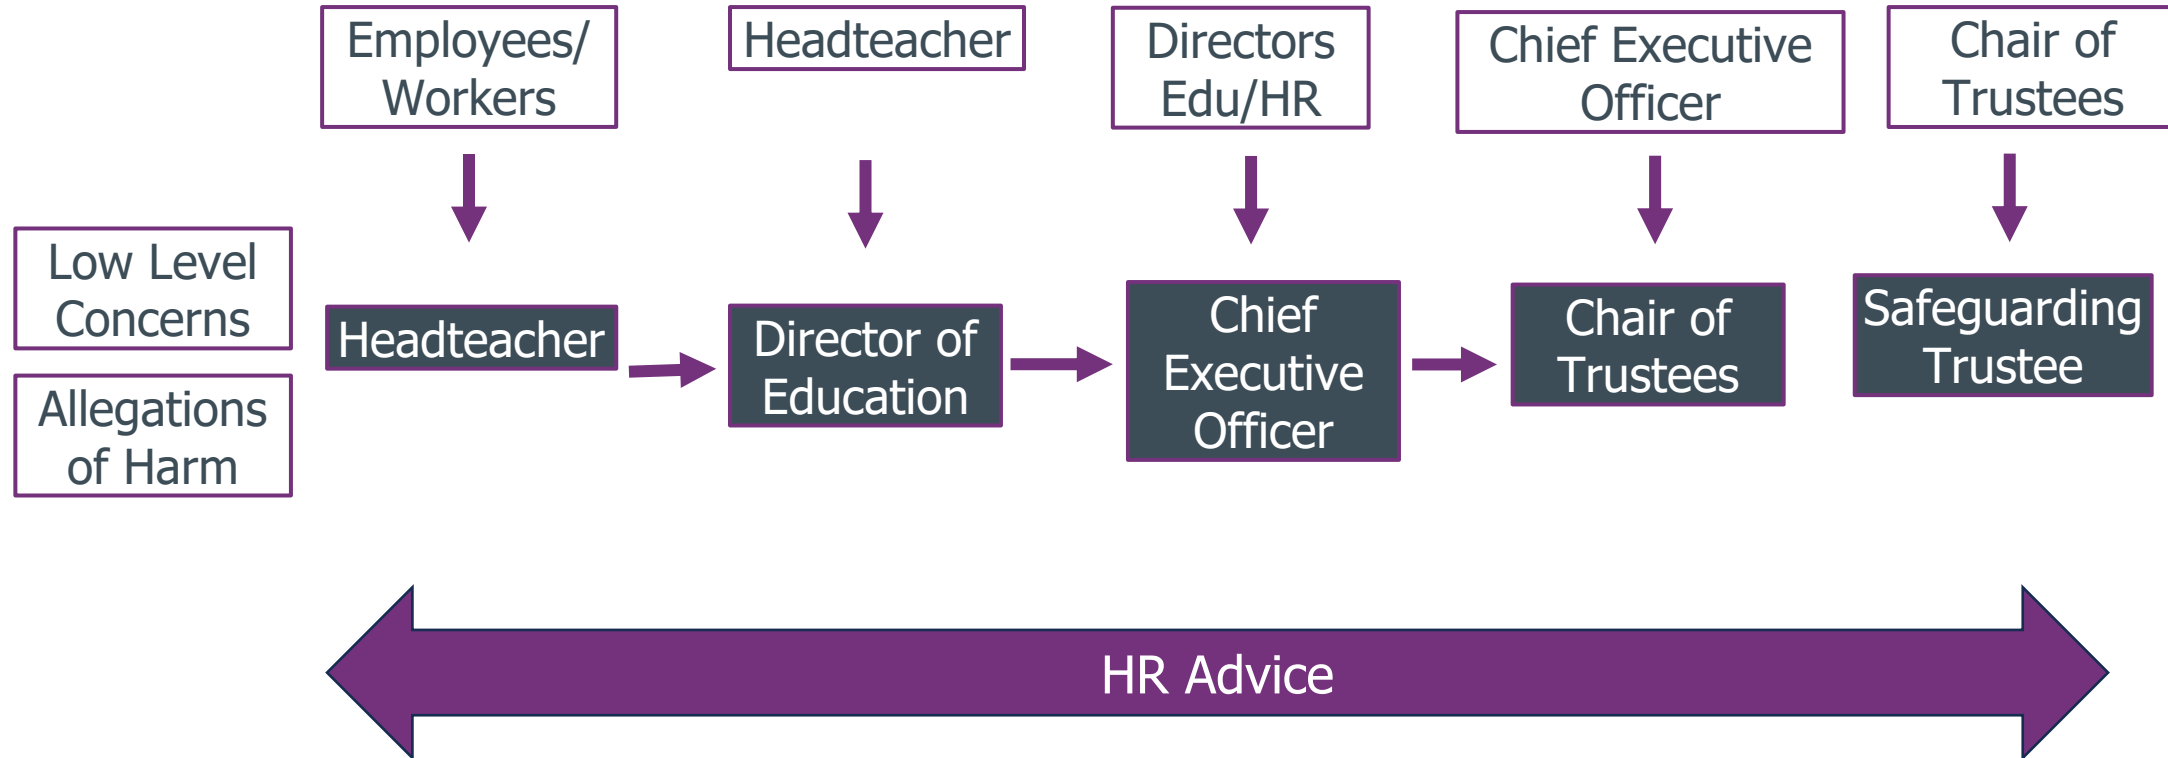 Employees/
Workers
Headteacher
Directors
Edu/HR
Chief Executive
Officer
Chair of
Trustees
Low Level
Concerns
Allegations
of Harm
Headteacher
Director of
Education
Chief
Executive
Officer
Chair of
Trustees
Safeguarding
Trustee
HR Advice